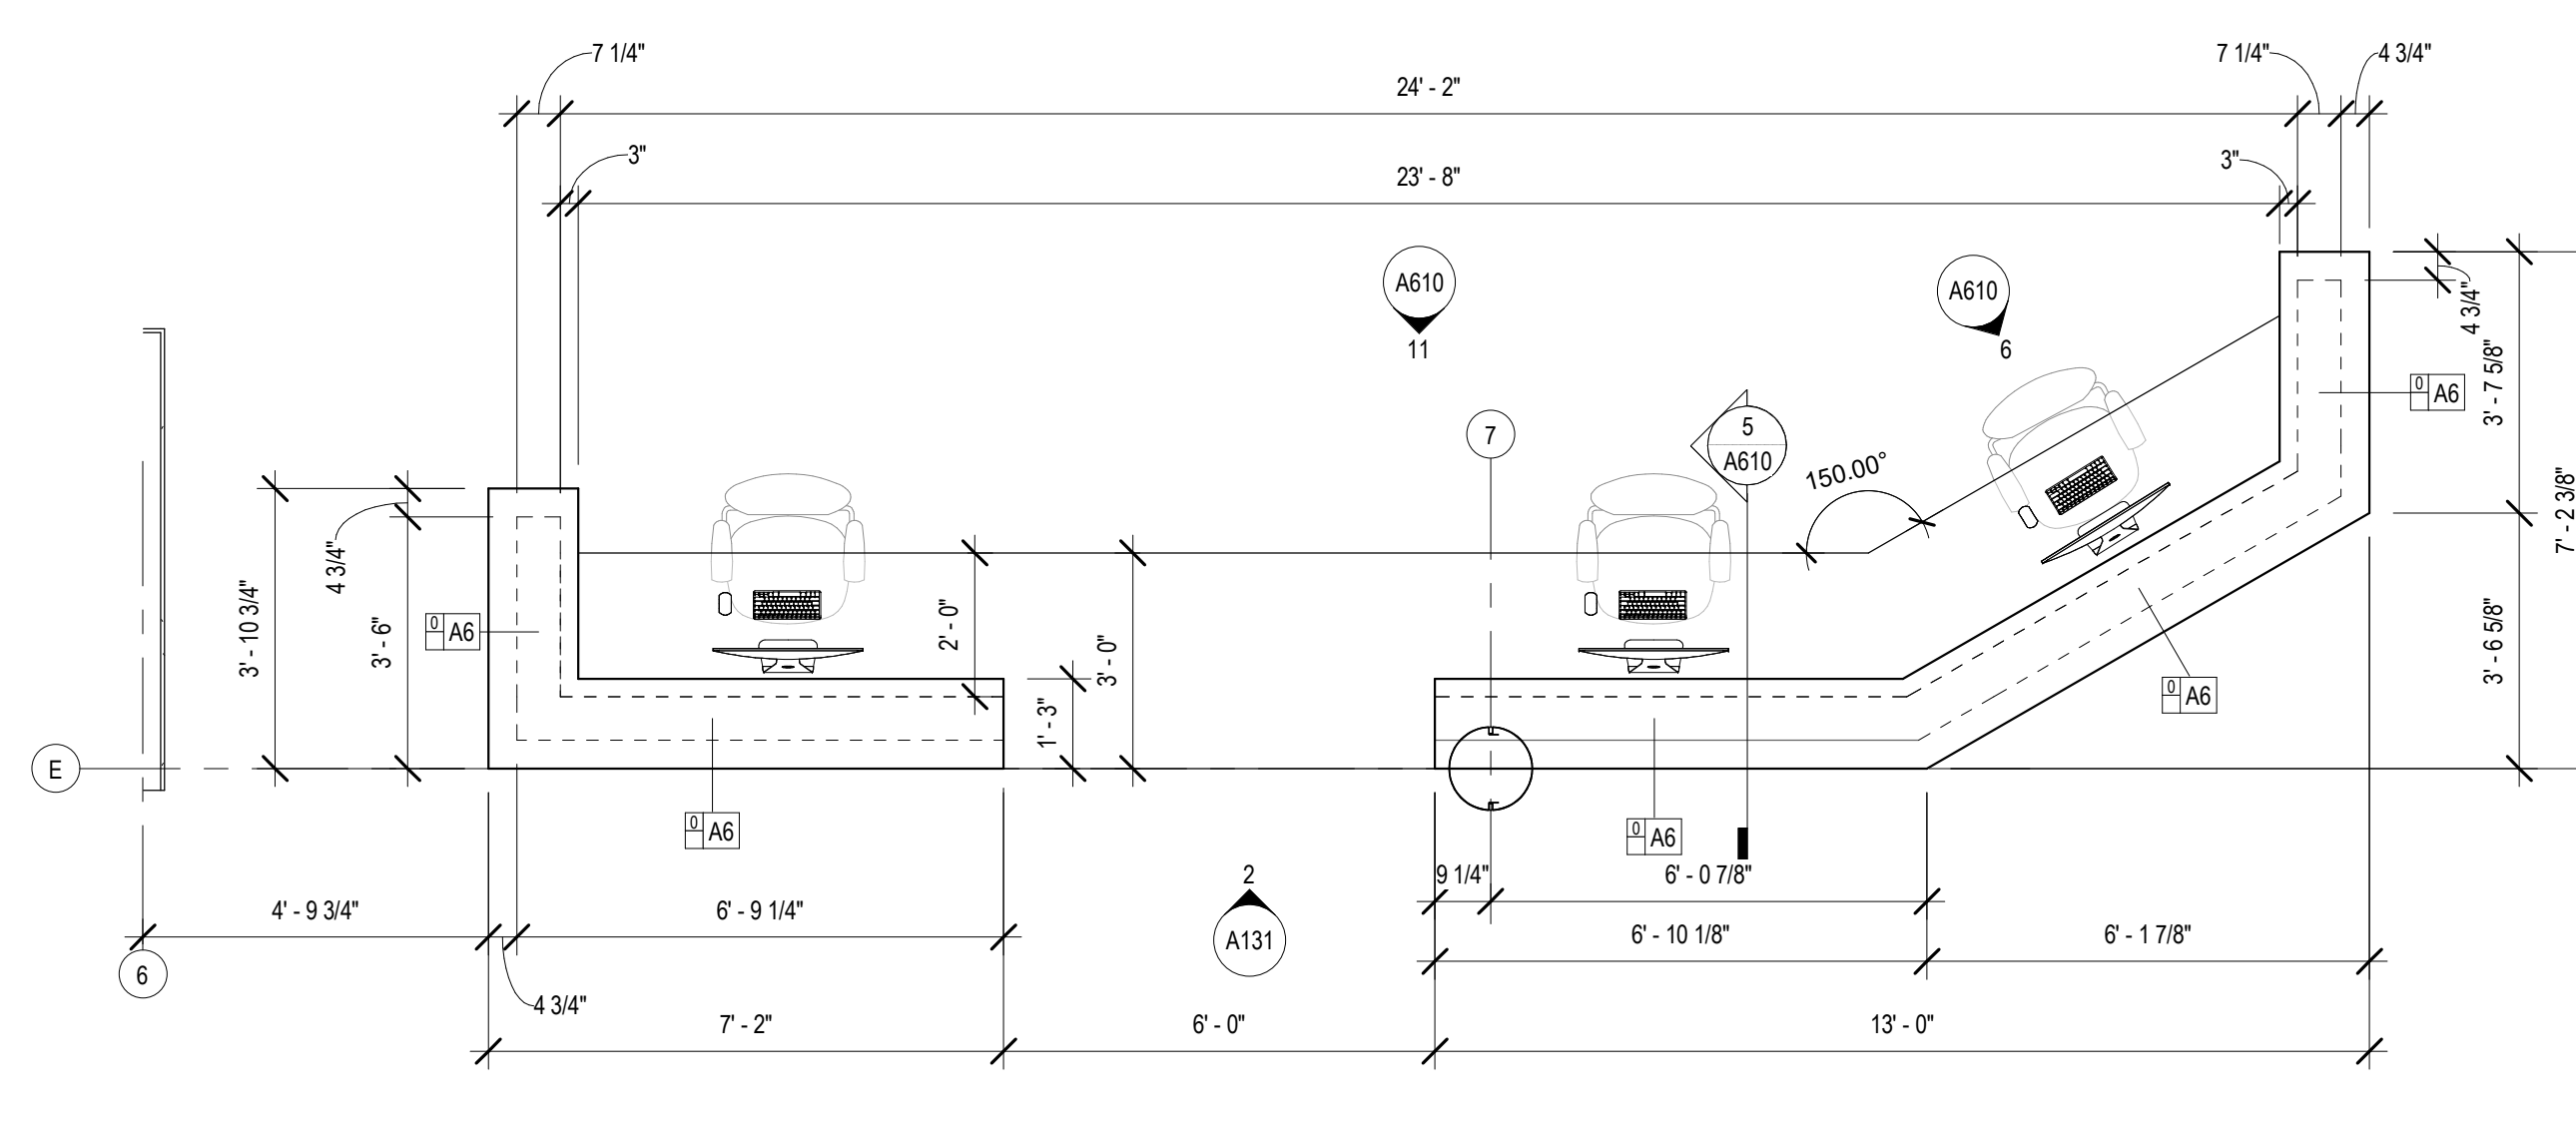 7 1/4"
7 1/4"
4 3/4"
24' - 2"
3"
3"
23' - 8"
A610
11
A610
6
4 3/4"
3' - 7 5/8"
0
A6
7
5
A610
150.00°
7' - 2 3/8"
4 3/4"
3' - 10 3/4"
3' - 6"
0
A6
2' - 0"
3' - 0"
1' - 3"
3' - 6 5/8"
0
A6
E
0
A6
0
A6
9 1/4"
6' - 0 7/8"
2
A131
4' - 9 3/4"
6' - 9 1/4"
6' - 10 1/8"
6' - 1 7/8"
6
4 3/4"
7' - 2"
6' - 0"
13' - 0"